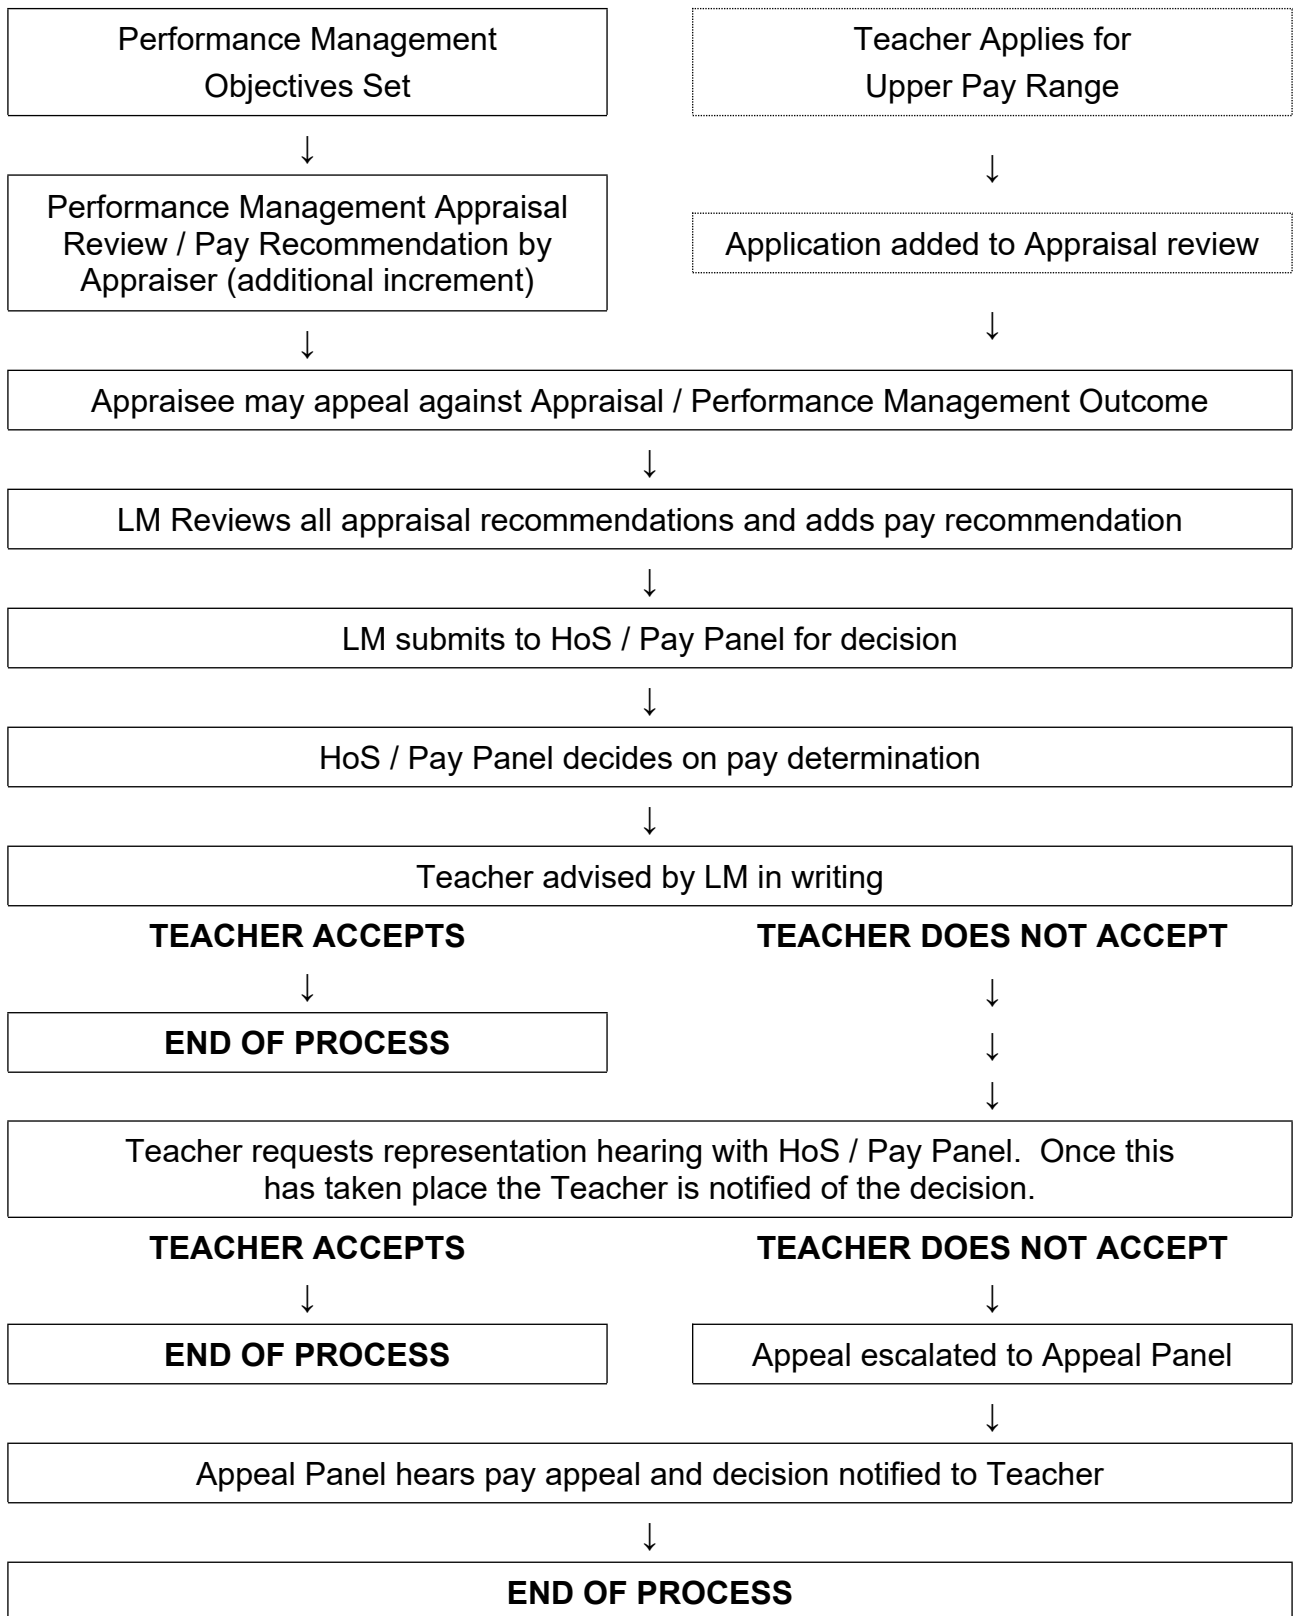 Performance Management
Objectives Set
Teacher Applies for
Upper Pay Range
↓
↓
Performance Management Appraisal
Review / Pay Recommendation by
Appraiser (additional increment)
Application added to Appraisal review
↓
↓
Appraisee may appeal against Appraisal / Performance Management Outcome
↓
LM Reviews all appraisal recommendations and adds pay recommendation
↓
LM submits to HoS / Pay Panel for decision
↓
HoS / Pay Panel decides on pay determination
↓
Teacher advised by LM in writing
TEACHER ACCEPTS
TEACHER DOES NOT ACCEPT
↓
↓
END OF PROCESS
↓
↓
Teacher requests representation hearing with HoS / Pay Panel.  Once this
has taken place the Teacher is notified of the decision.
TEACHER ACCEPTS
TEACHER DOES NOT ACCEPT
↓
↓
END OF PROCESS
Appeal escalated to Appeal Panel
↓
Appeal Panel hears pay appeal and decision notified to Teacher
↓
END OF PROCESS